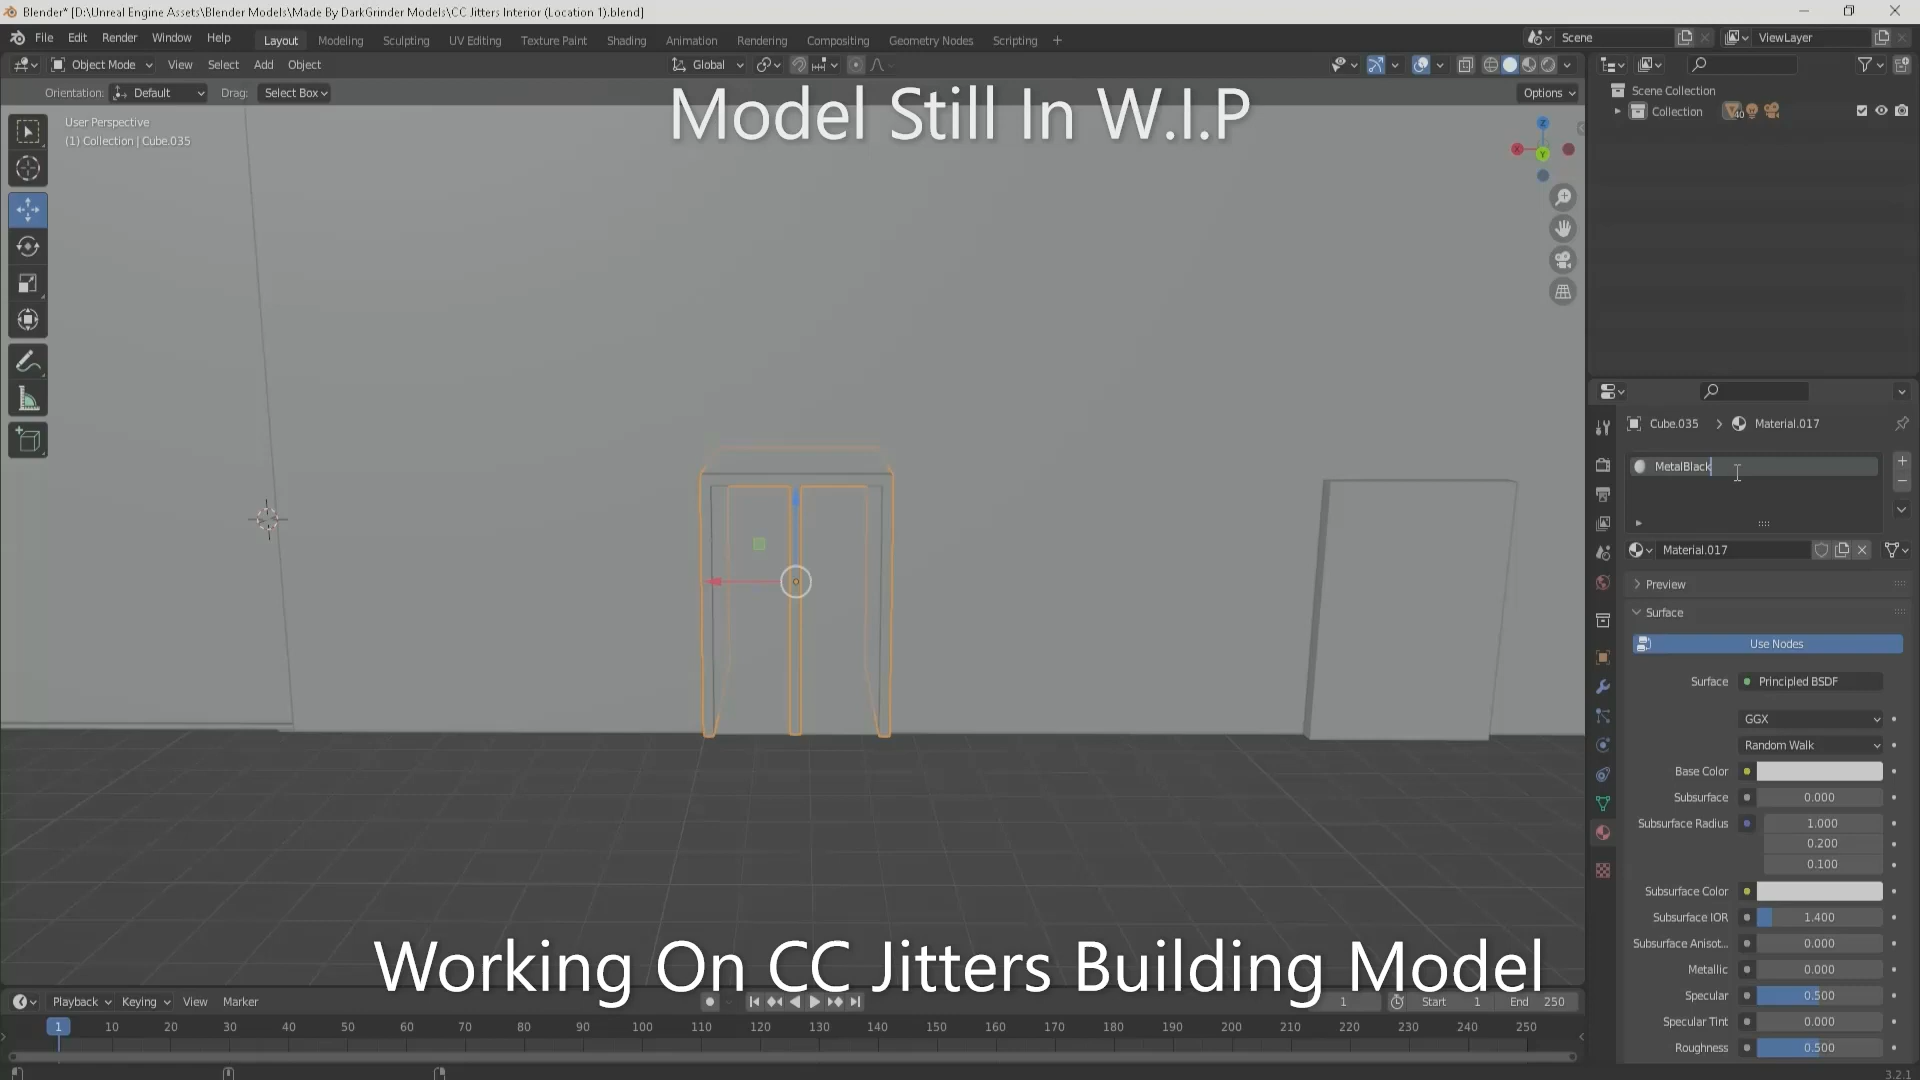 Blender* [D:\Unreal Engine Assets\Blender Models\Made By DarkGrinder Models\CC Jitters Interior (Location 1).blend]
File Edit Render Window Help Layout Modeling Sculpting UV Editing Texture Paint Shading Animation Rendering Compositing Geometry Nodes Scripting + Scene ViewLayer
Object Mode View Select Add Object Global
Orientation: Default Drag: Select Box Options
Scene Collection
Collection 40
Model Still In W.I.P
User Perspective
(1) Collection | Cube.035
Z
X Y
Cube.035 > Material.017
MetalBlack
Material.017
Preview
Surface
Use Nodes
Surface Principled BSDF
GGX
Random Walk
Base Color
Subsurface 0.000
Subsurface Radius 1.000
0.200
0.100
Subsurface Color
Subsurface IOR 1.400
Subsurface Anisot... 0.000
Metallic 0.000
Specular 0.500
Specular Tint 0.000
Roughness 0.500
Working On CC Jitters Building Model
Playback Keying View Marker 1 Start 1 End 250
1 10 20 30 40 50 60 70 80 90 100 110 120 130 140 150 160 170 180 190 200 210 220 230 240 250
3.2.1